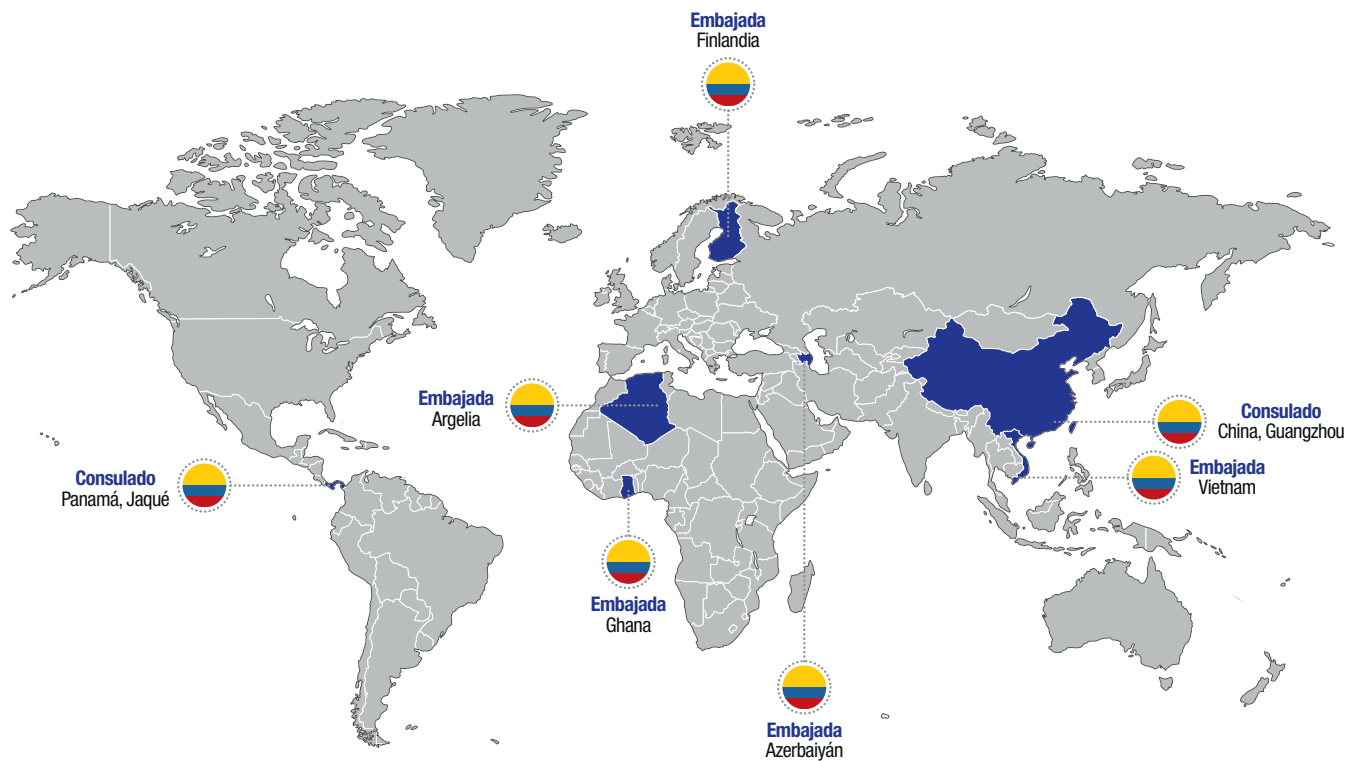 Embajada
Finlandia
Embajada
Argelia
Consulado
China, Guangzhou
Embajada
Vietnam
Consulado
Panamá, Jaqué
Embajada
Ghana
Embajada
Azerbaiyán